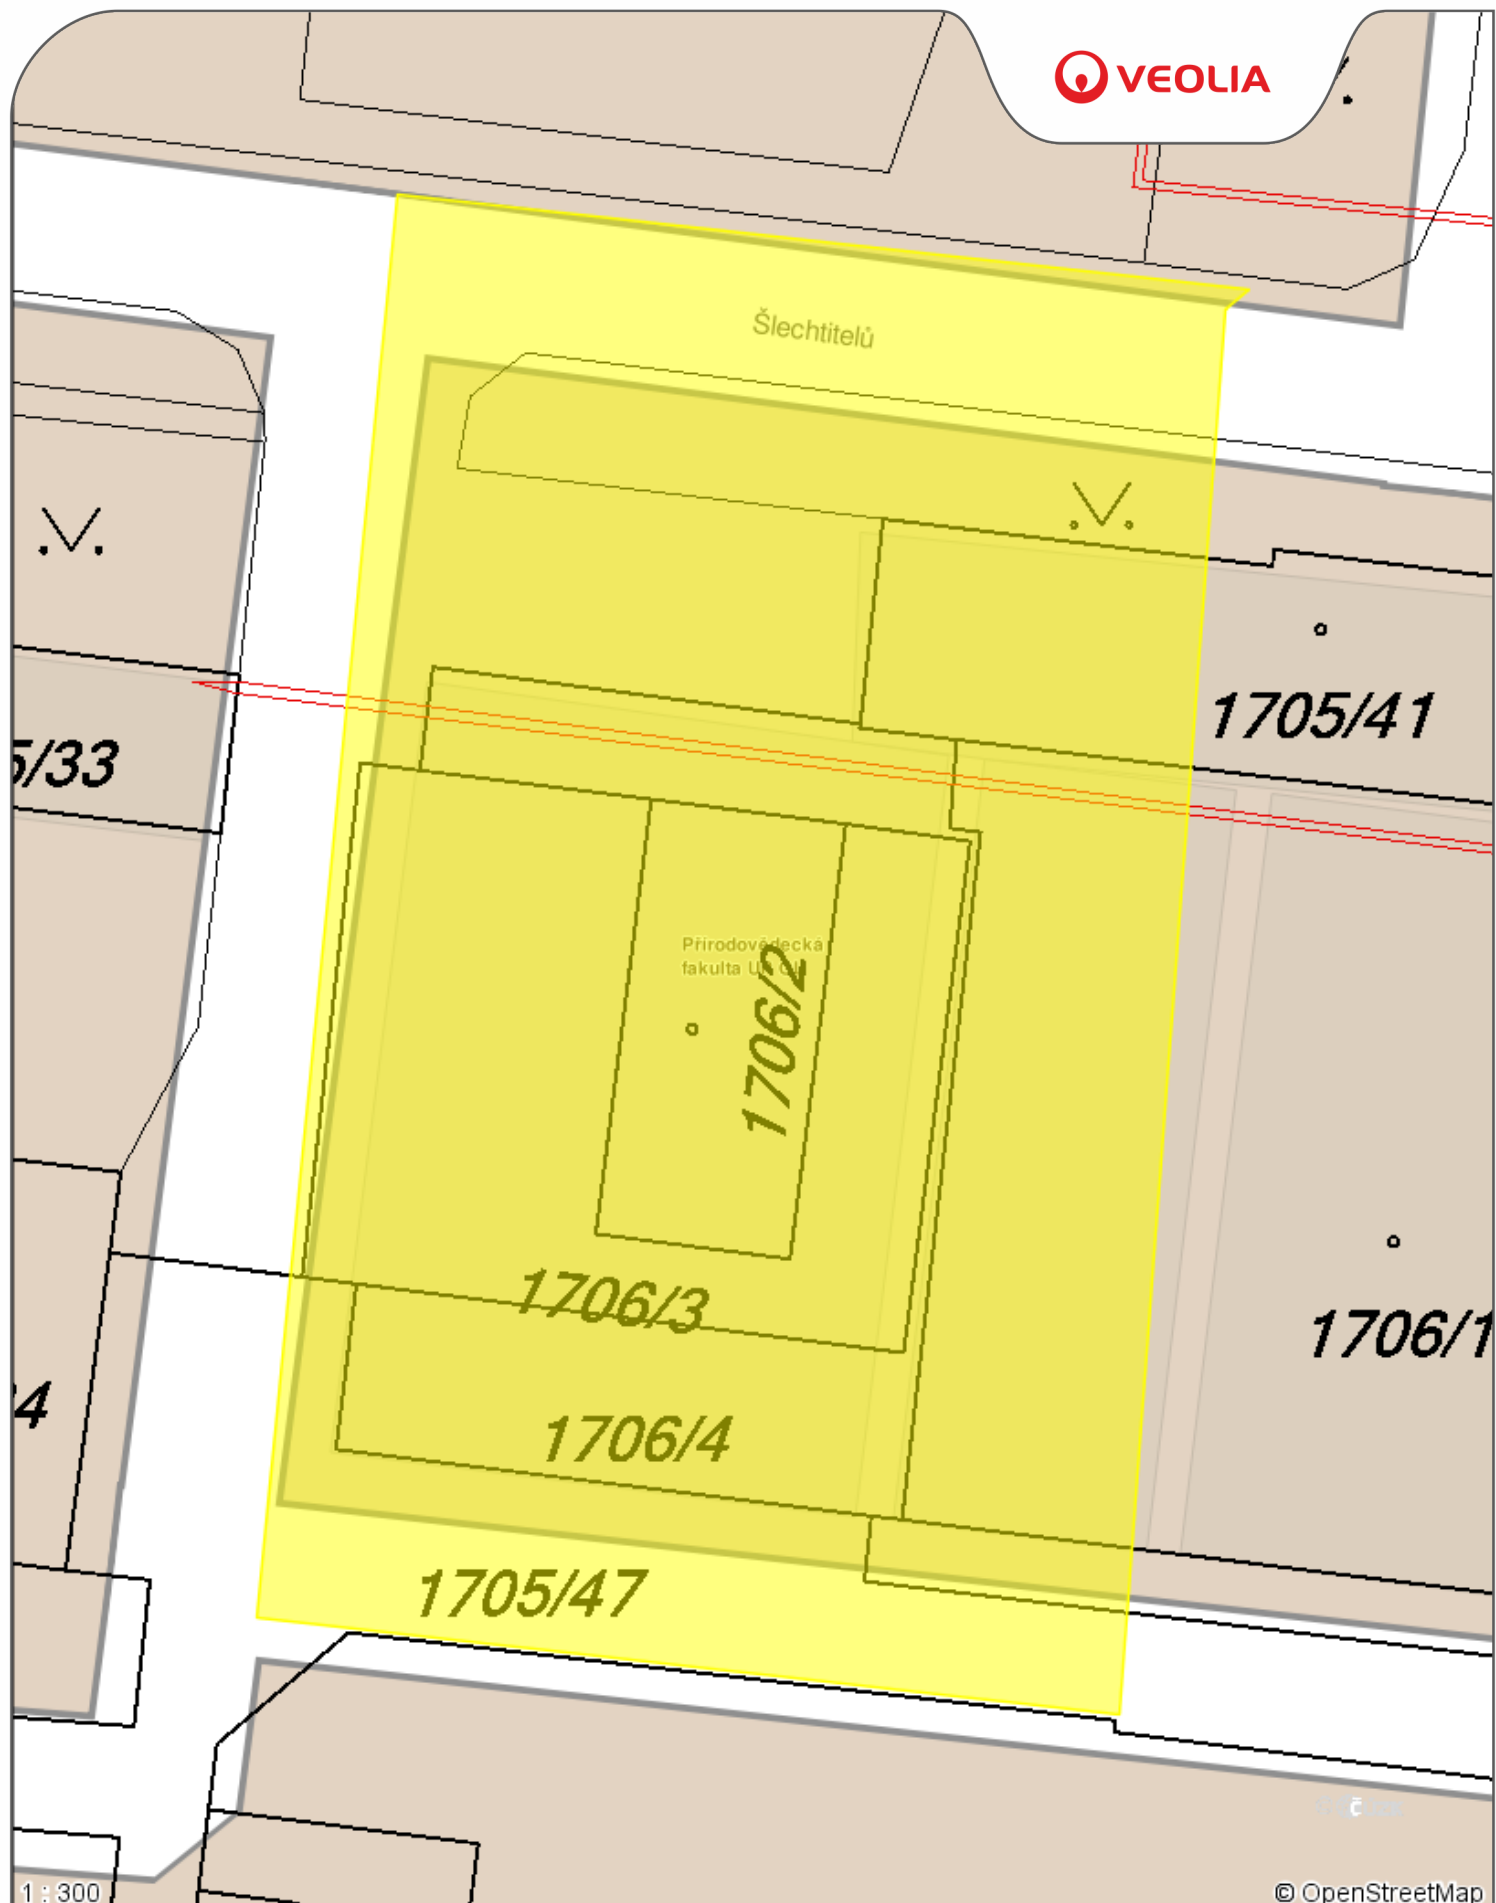 VEOLIA
Šlechtitelů
1705/41
5/33
Přírodovědecká
fakulta UP
1706/2
1706/3
1706/1
4
1706/4
1705/47
1 : 300
© OpenStreetMap